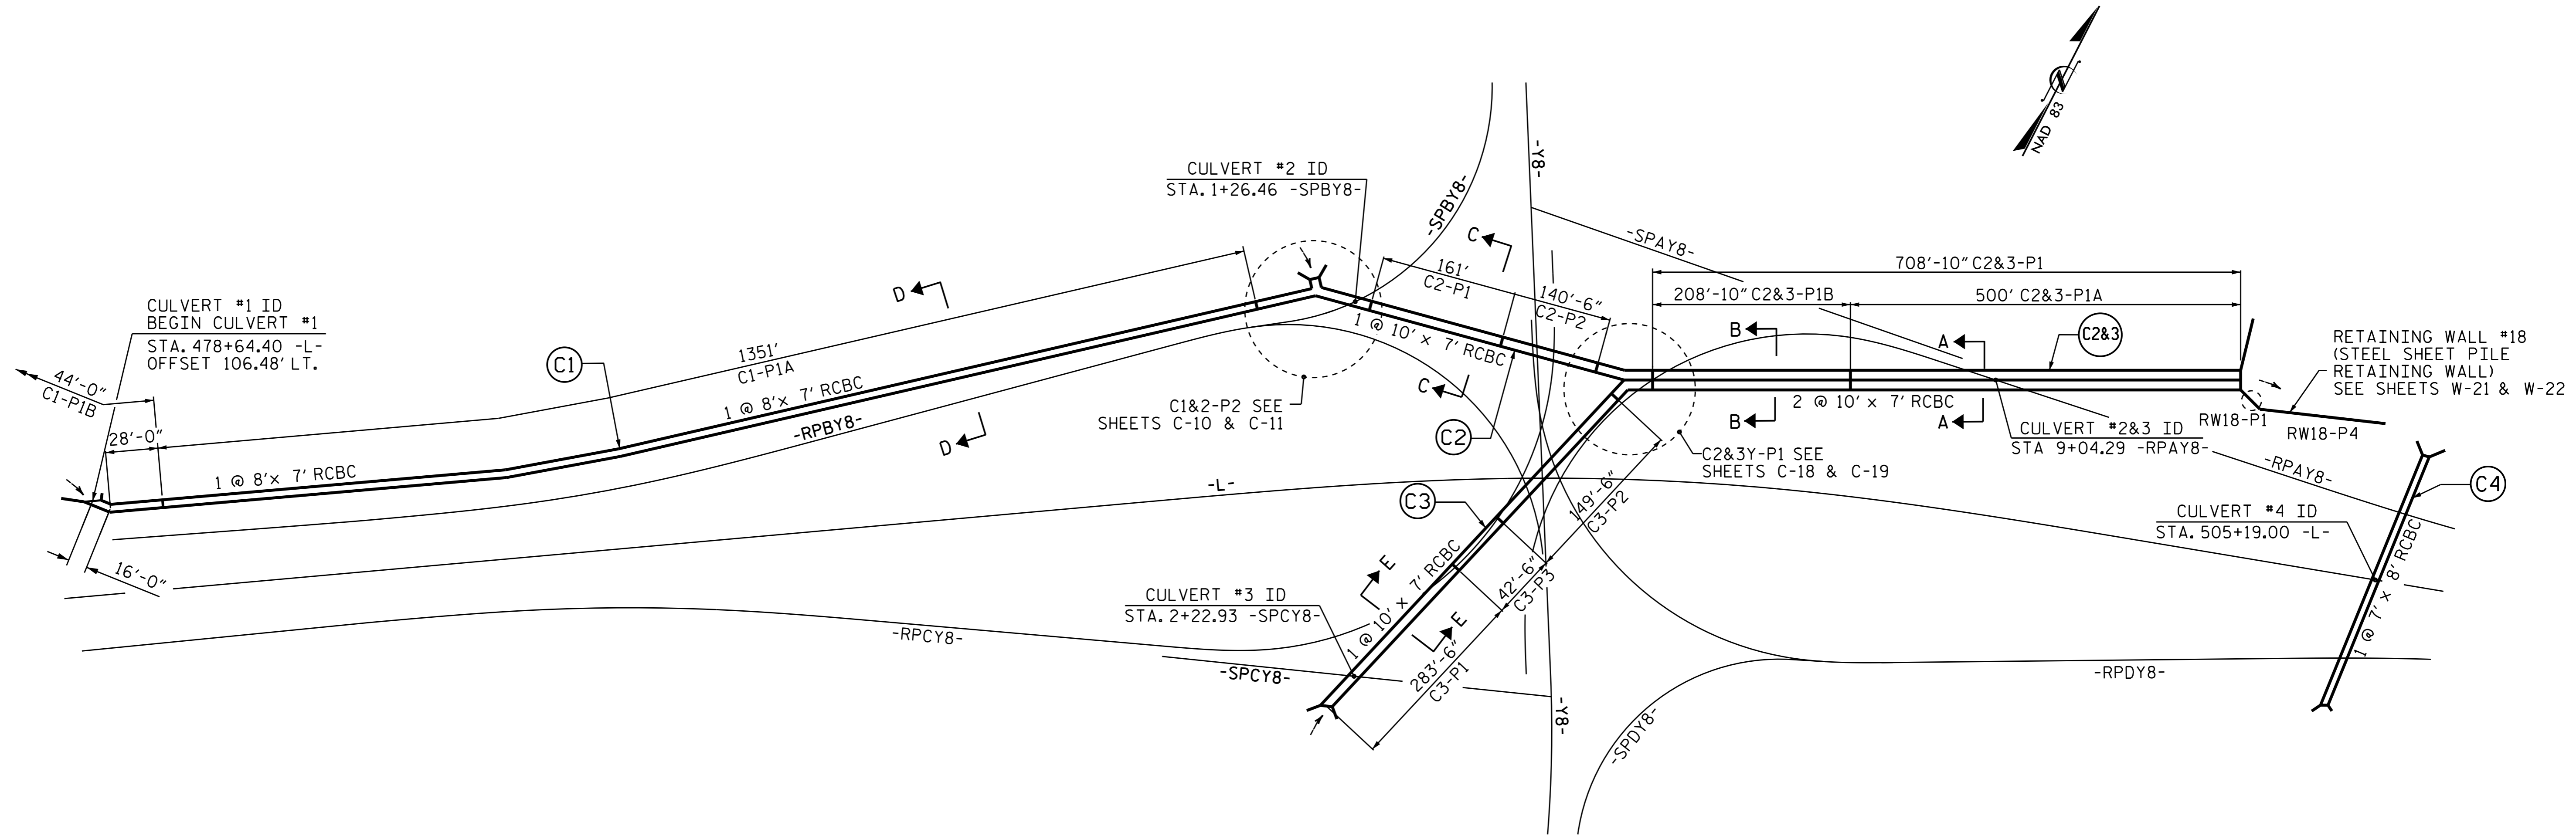 N
NAD 83
CULVERT #2 ID
STA. 1+26.46 -SPBY8-
-SPBY8-
-Y8-
-SPAY8-
C
161'
C2-P1
140'-6"
C2-P2
1 @ 10' x 7' RCBC
C
708'-10" C2&3-P1
208'-10" C2&3-P1B
500' C2&3-P1A
B
A
C2&3
B
A
2 @ 10' x 7' RCBC
RETAINING WALL #18
(STEEL SHEET PILE
RETAINING WALL)
SEE SHEETS W-21 & W-22
RW18-P1
RW18-P4
CULVERT #2&3 ID
STA 9+04.29 -RPAY8-
-RPAY8-
CULVERT #1 ID
BEGIN CULVERT #1
STA. 478+64.40 -L-
OFFSET 106.48' LT.
44'-0"
C1-P1B
28'-0"
16'-0"
1 @ 8' x 7' RCBC
C1
1351'
C1-P1A
1 @ 8' x 7' RCBC
-RPBY8-
D
D
C1&2-P2 SEE
SHEETS C-10 & C-11
C2
C2&3Y-P1 SEE
SHEETS C-18 & C-19
-L-
C3
149'-6"
C3-P2
42'-6"
C3-P3
283'-6"
C3-P1
1 @ 10' x 7' RCBC
E
E
CULVERT #3 ID
STA. 2+22.93 -SPCY8-
-RPCY8-
-SPCY8-
-Y8-
-SPDY8-
-RPDY8-
CULVERT #4 ID
STA. 505+19.00 -L-
C4
1 @ 7' x 8' RCBC